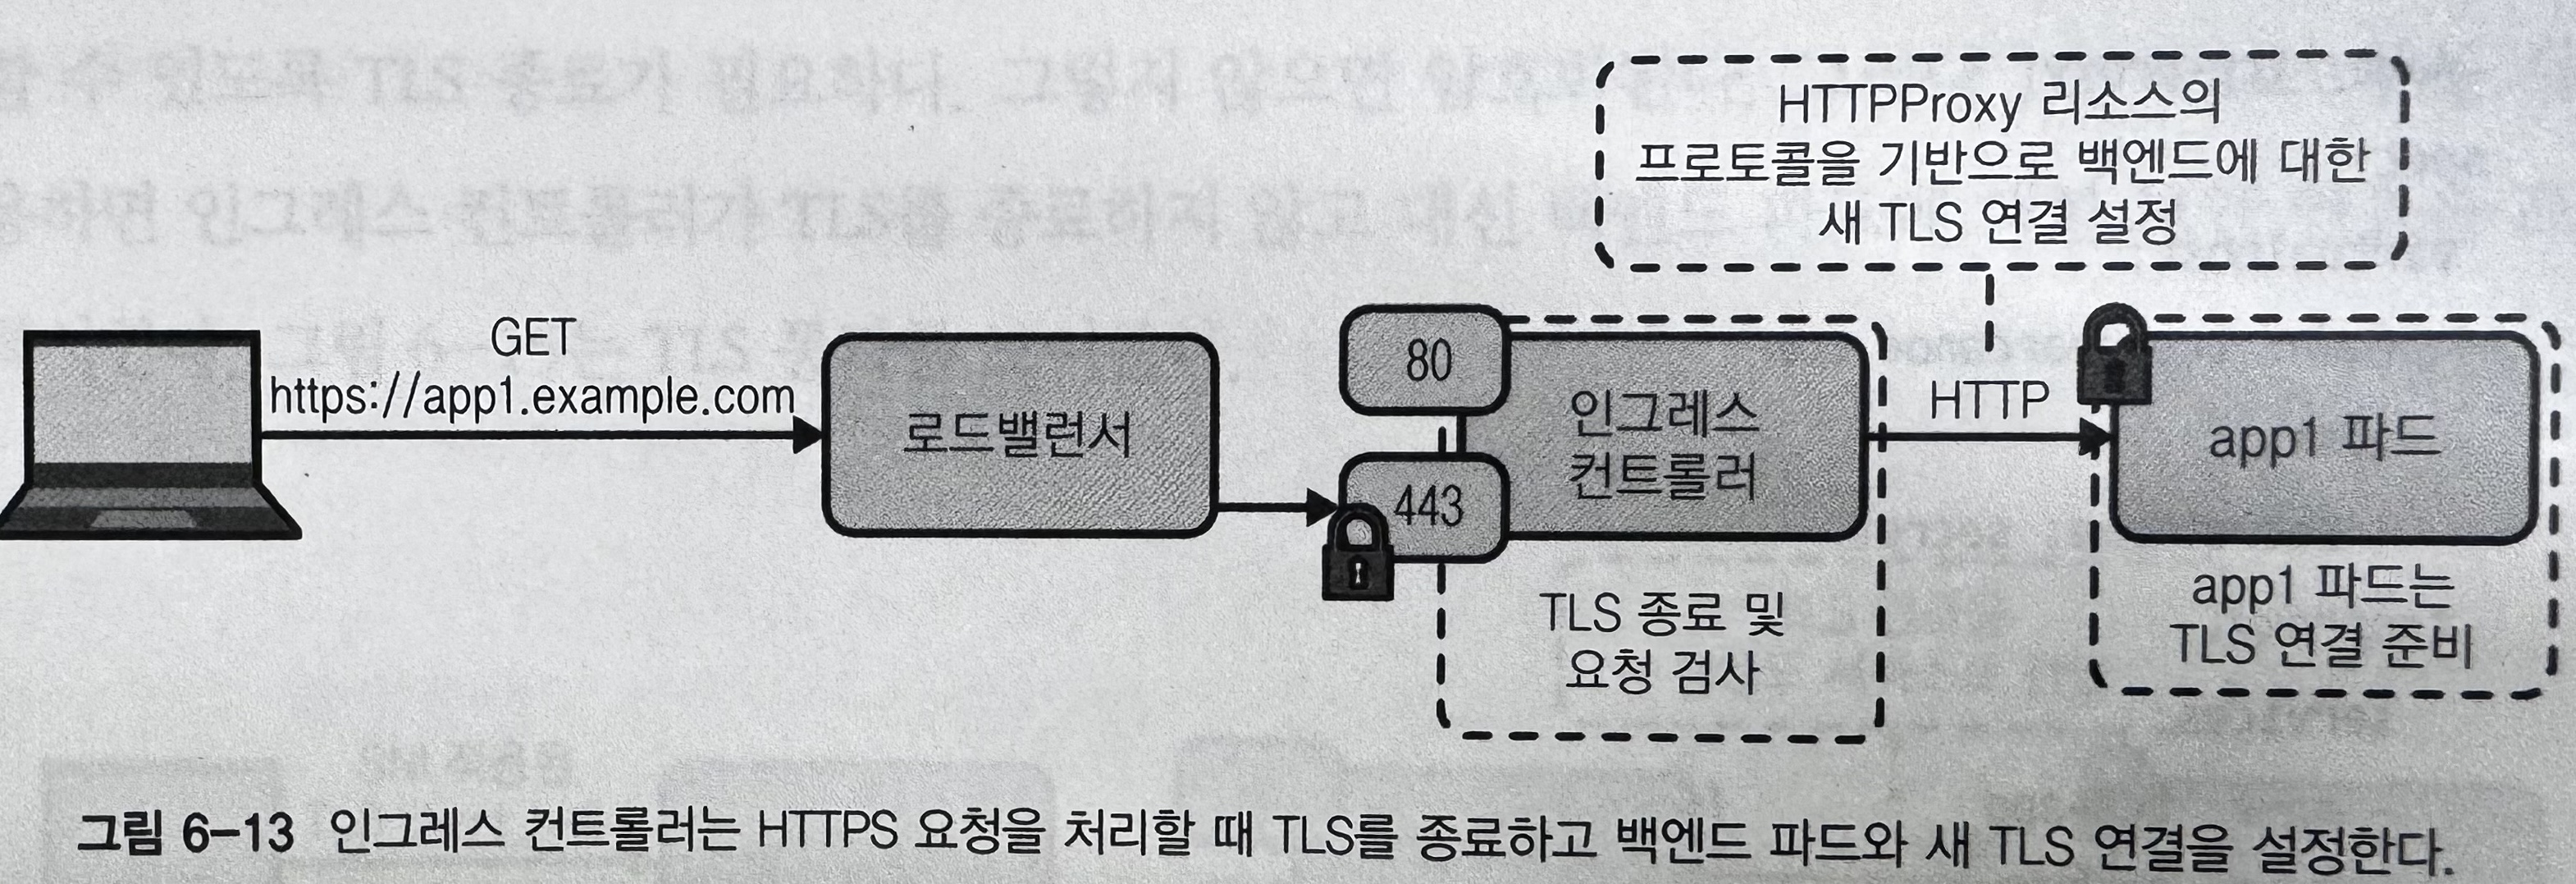 HTTPProxy 리소스의
프로토콜을 기반으로 백엔드에 대한
새 TLS 연결 설정
GET
https://app1.example.com
로드밸런서
80
443
인그레스
컨트롤러
TLS 종료 및
요청 검사
HTTP
app1 파드
app1 파드는
TLS 연결 준비
그림 6-13 인그레스 컨트롤러는 HTTPS 요청을 처리할 때 TLS를 종료하고 백엔드 파드와 새 TLS 연결을 설정한다.